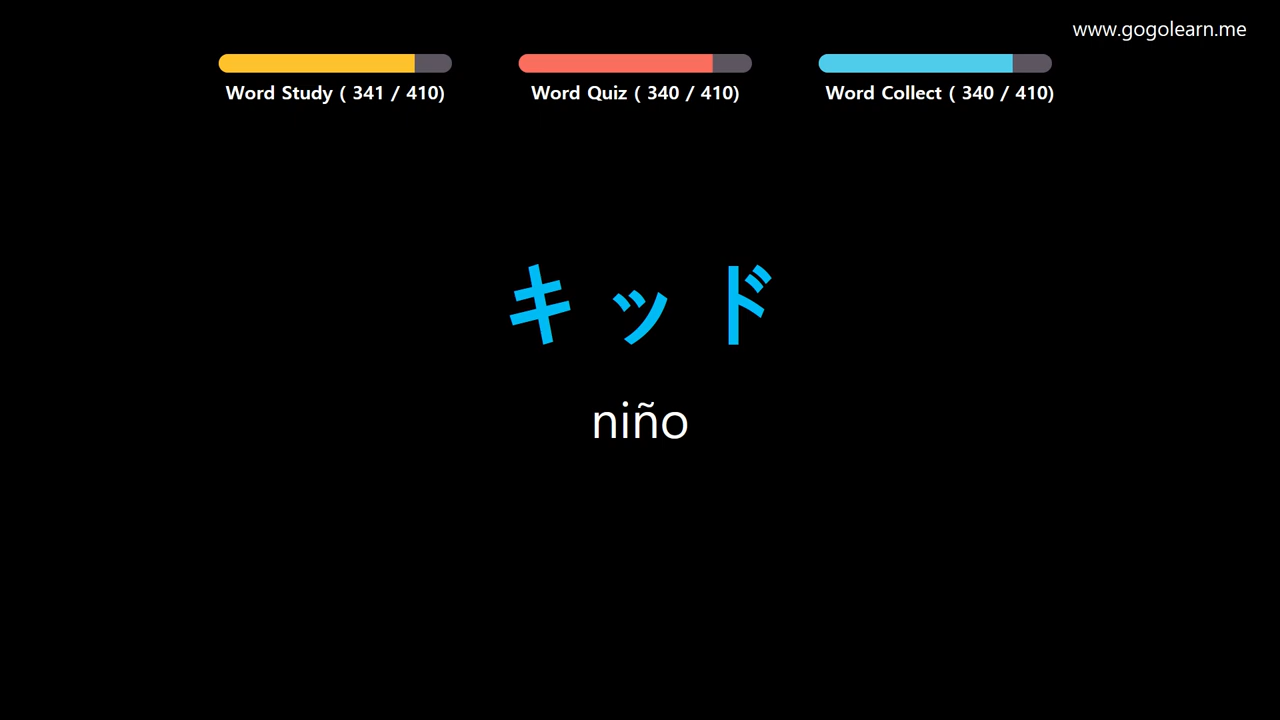 www.gogolearn.me
Word Study ( 341 / 410)
Word Quiz ( 340 / 410)
Word Collect ( 340 / 410)
キッド
niño